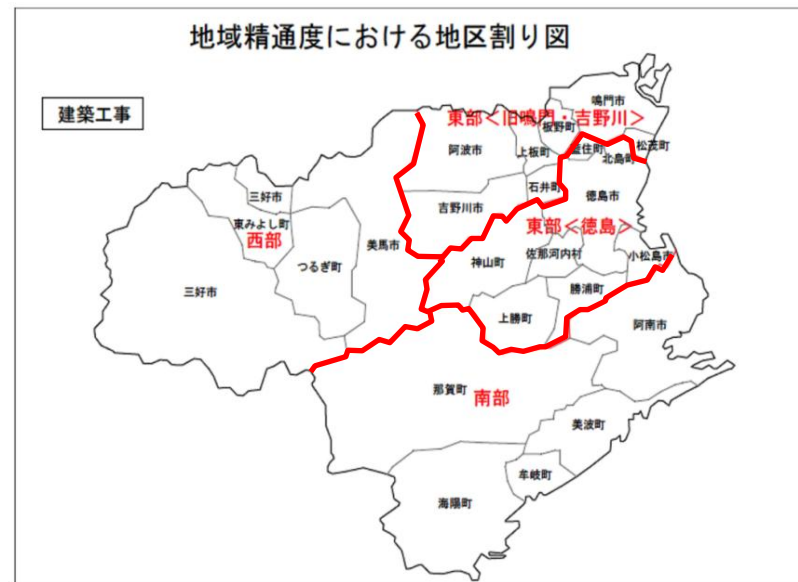 地域精通度における地区割り図
建築工事
鳴門市
東部<旧鳴門・吉野川>
板野町
松茂町
藍住町
北島町
阿波市
上板町
石井町
三好市
吉野川市
徳島市
東みよし町
西部
東部<徳島>
美馬市
つるぎ町
神山町
佐那河内村
小松島市
三好市
勝浦町
上勝町
阿南市
那賀町
南部
美波町
牟岐町
海陽町